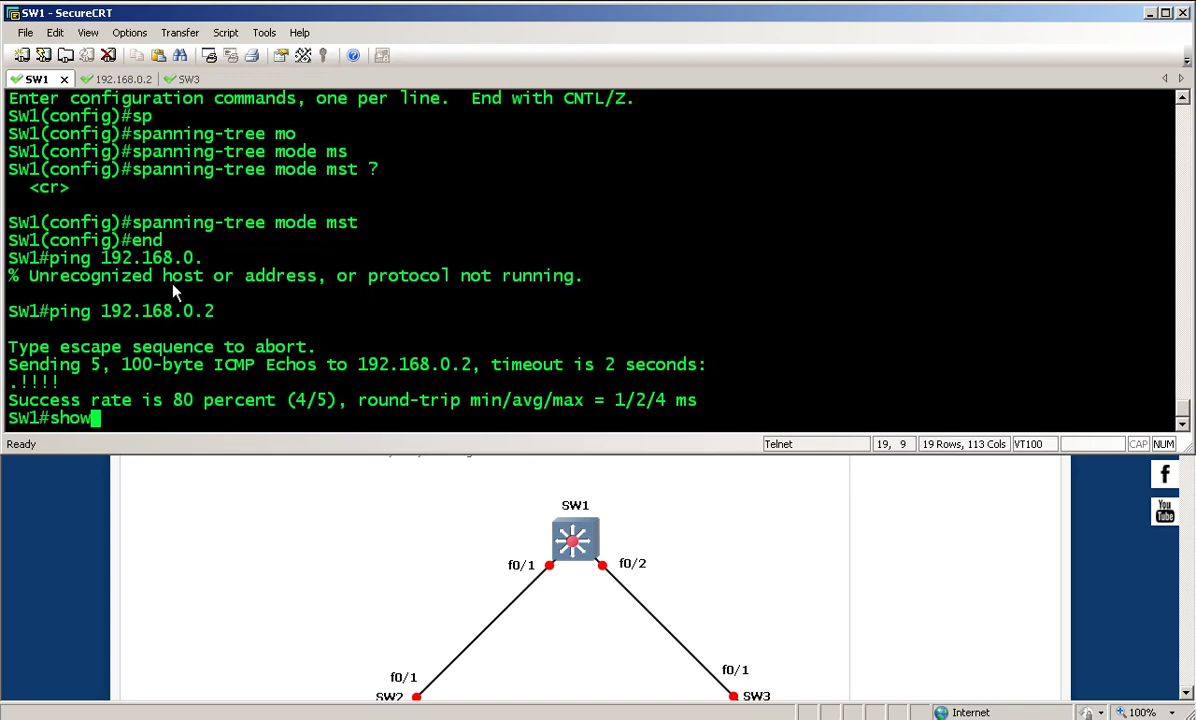 SW1 - SecureCRT
File Edit View Options Transfer Script Tools Help
SW1 192.168.0.2 SW3
Enter configuration commands, one per line.  End with CNTL/Z.
SW1(config)#sp
SW1(config)#spanning-tree mo
SW1(config)#spanning-tree mode ms
SW1(config)#spanning-tree mode mst ?
  <cr>
SW1(config)#spanning-tree mode mst
SW1(config)#end
SW1#ping 192.168.0.
% Unrecognized host or address, or protocol not running.
SW1#ping 192.168.0.2
Type escape sequence to abort.
Sending 5, 100-byte ICMP Echos to 192.168.0.2, timeout is 2 seconds:
.!!!!
Success rate is 80 percent (4/5), round-trip min/avg/max = 1/2/4 ms
SW1#show
Ready Telnet 19, 9 19 Rows, 113 Cols VT100 CAP NUM
f
You Tube
SW1
f0/1 f0/2
f0/1 f0/1
SW2 SW3
Internet 100%